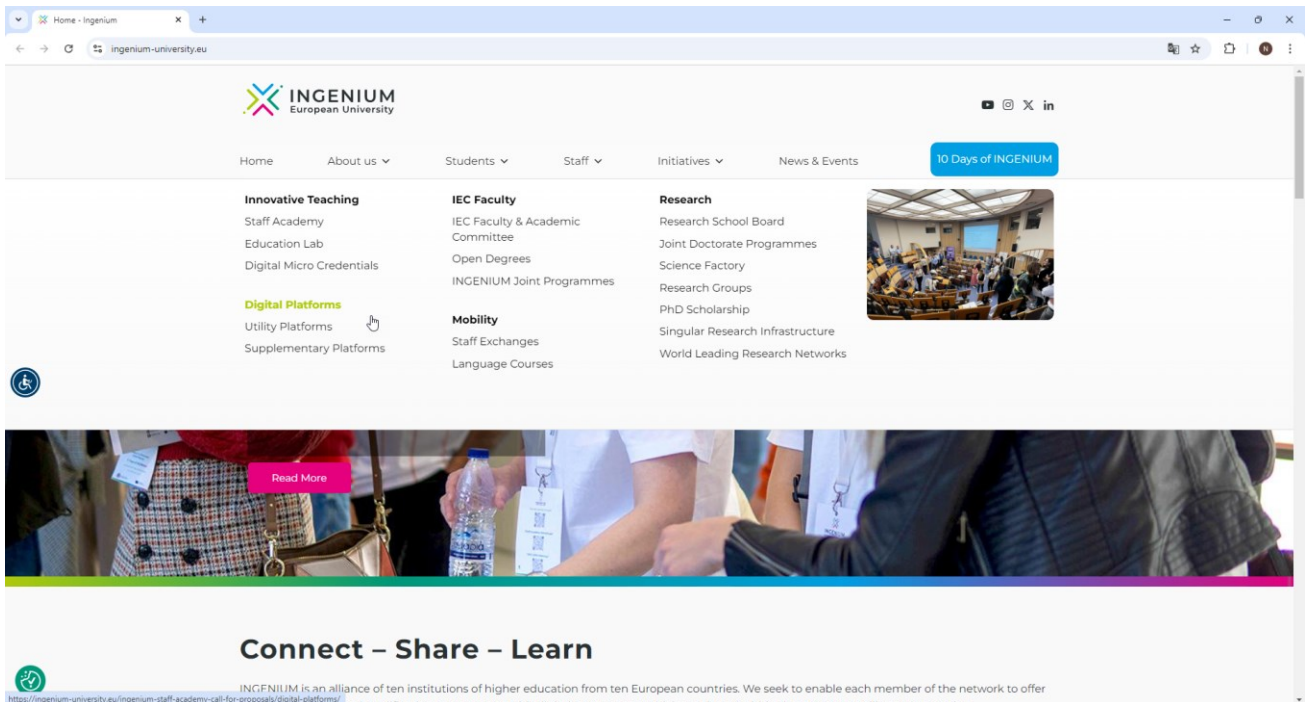 Home - Ingenium
ingenium-university.eu
N
INGENIUM
European University
in
Home
About us
Students
Staff
Initiatives
News & Events
10 Days of INGENIUM
Innovative Teaching
Staff Academy
Education Lab
Digital Micro Credentials
Digital Platforms
Utility Platforms
Supplementary Platforms
IEC Faculty
IEC Faculty & Academic
Committee
Open Degrees
INGENIUM Joint Programmes
Mobility
Staff Exchanges
Language Courses
Research
Research School Board
Joint Doctorate Programmes
Science Factory
Research Groups
PhD Scholarship
Singular Research Infrastructure
World Leading Research Networks
Read More
Connect – Share – Learn
INGENIUM is an alliance of ten institutions of higher education from ten European countries. We seek to enable each member of the network to offer
https://ingenium-university.eu/ingenium-staff-academy-call-for-proposals/digital-platforms/